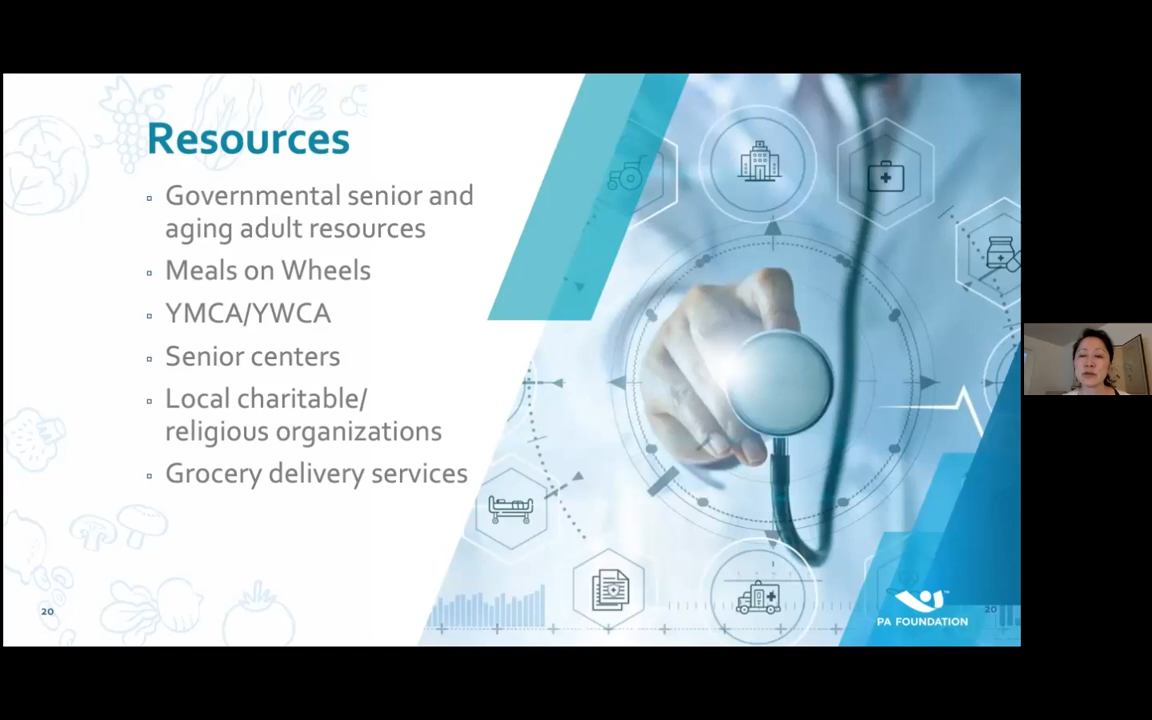 Resources
Governmental senior and
aging adult resources
Meals on Wheels
YMCA/YWCA
Senior centers
Local charitable/
religious organizations
Grocery delivery services
20
20
PA FOUNDATION